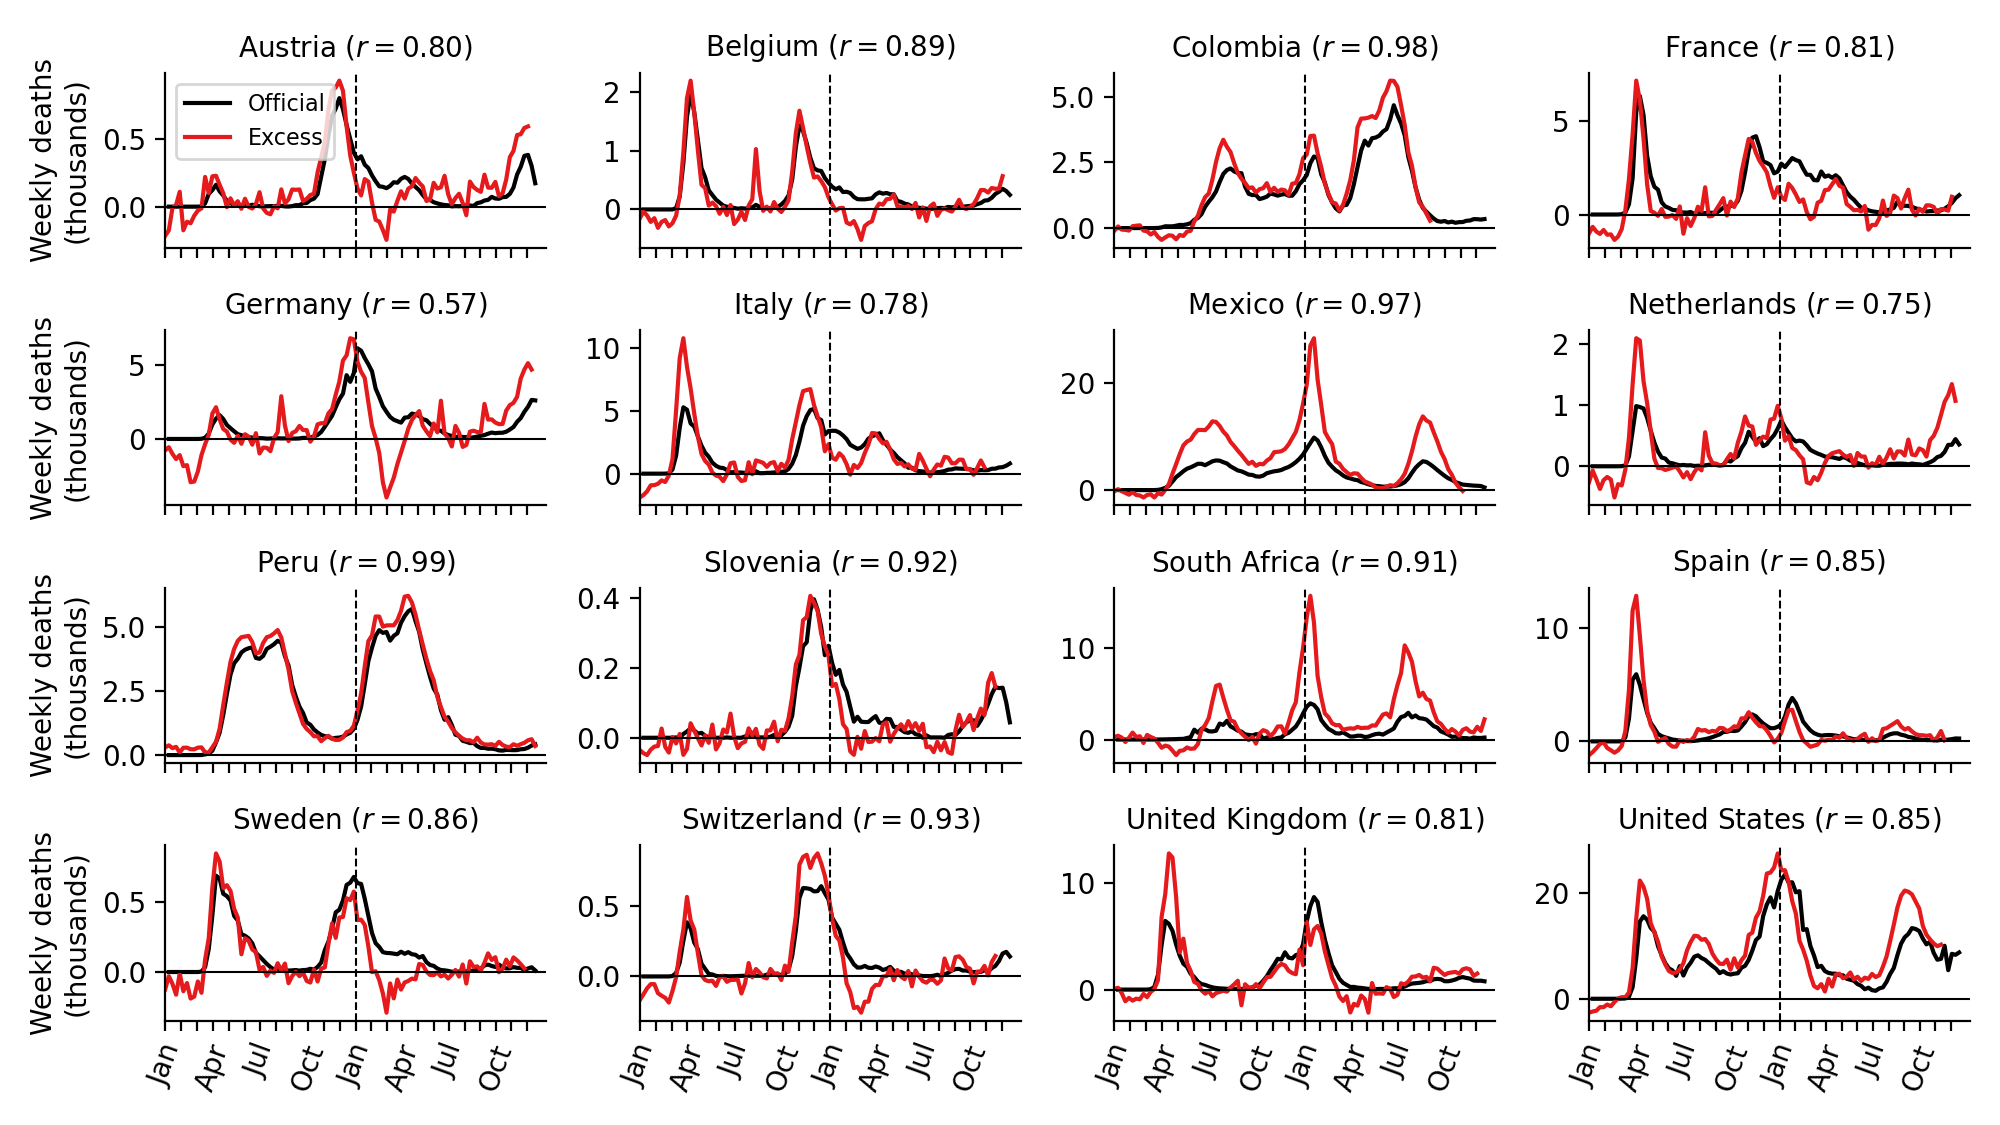 Austria (r = 0.80)
Belgium (r = 0.89)
Colombia (r = 0.98)
France (r = 0.81)
Weekly deaths
(thousands)
Official
Excess
0.5
0.0
2
1
0
5.0
2.5
0.0
5
0
Germany (r = 0.57)
Italy (r = 0.78)
Mexico (r = 0.97)
Netherlands (r = 0.75)
Weekly deaths
(thousands)
5
0
10
5
0
20
0
2
1
0
Peru (r = 0.99)
Slovenia (r = 0.92)
South Africa (r = 0.91)
Spain (r = 0.85)
Weekly deaths
(thousands)
5.0
2.5
0.0
0.4
0.2
0.0
10
0
10
0
Sweden (r = 0.86)
Switzerland (r = 0.93)
United Kingdom (r = 0.81)
United States (r = 0.85)
Weekly deaths
(thousands)
0.5
0.0
0.5
0.0
10
0
20
0
Jan Apr Jul Oct Jan Apr Jul Oct
Jan Apr Jul Oct Jan Apr Jul Oct
Jan Apr Jul Oct Jan Apr Jul Oct
Jan Apr Jul Oct Jan Apr Jul Oct